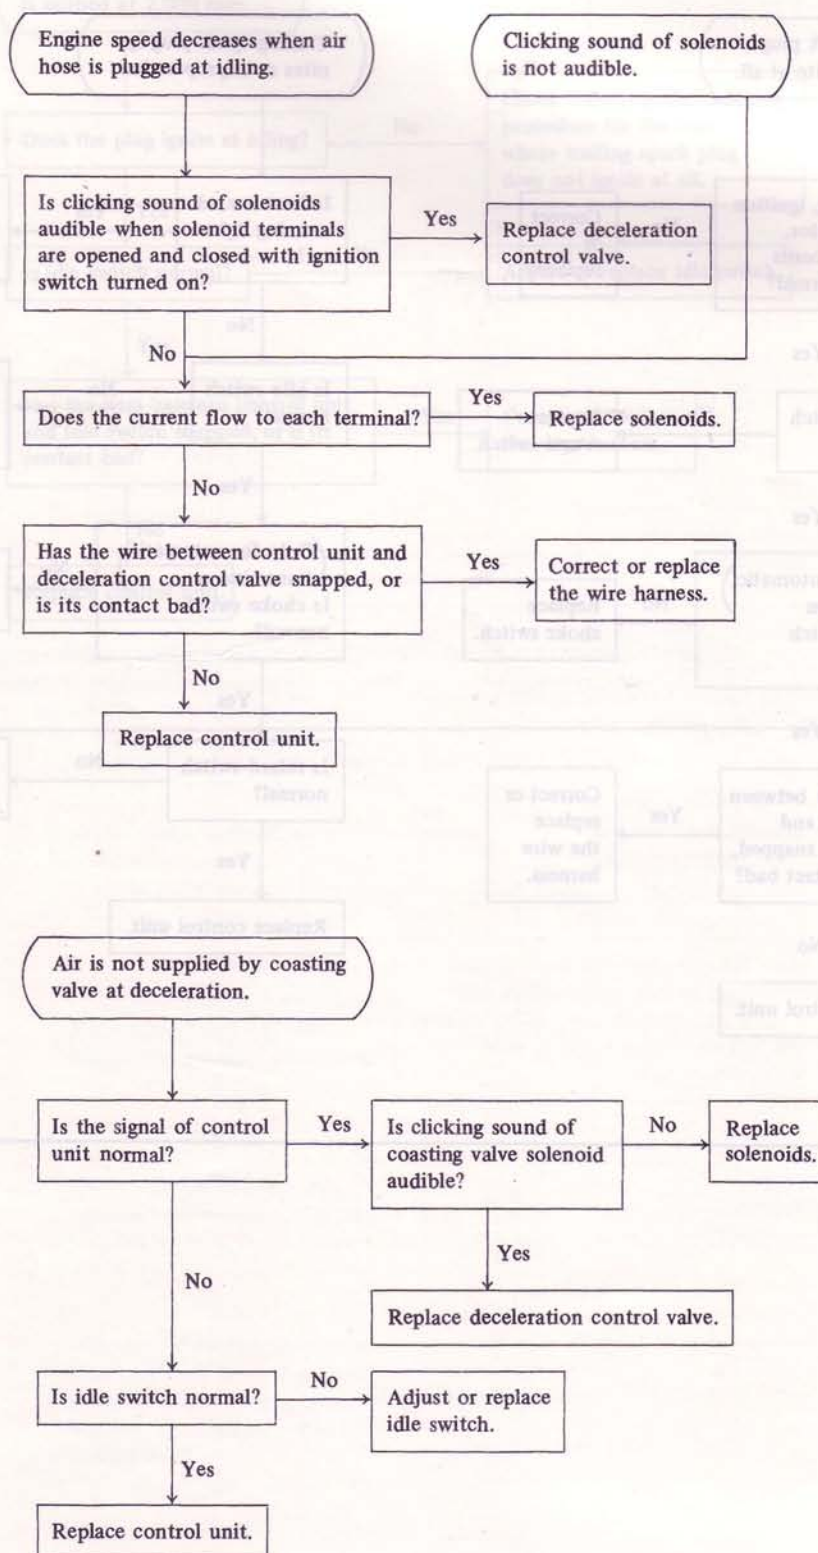 Engine speed decreases when air
hose is plugged at idling.
Clicking sound of solenoids
is not audible.
Is clicking sound of solenoids
audible when solenoid terminals
are opened and closed with ignition
switch turned on?
Yes
Replace deceleration
control valve.
No
Does the current flow to each terminal?
Yes
Replace solenoids.
No
Has the wire between control unit and
deceleration control valve snapped, or
is its contact bad?
Yes
Correct or replace
the wire harness.
No
Replace control unit.
Air is not supplied by coasting
valve at deceleration.
Is the signal of control
unit normal?
Yes
Is clicking sound of
coasting valve solenoid
audible?
No
Replace
solenoids.
Yes
Replace deceleration control valve.
No
Is idle switch normal?
No
Adjust or replace
idle switch.
Yes
Replace control unit.